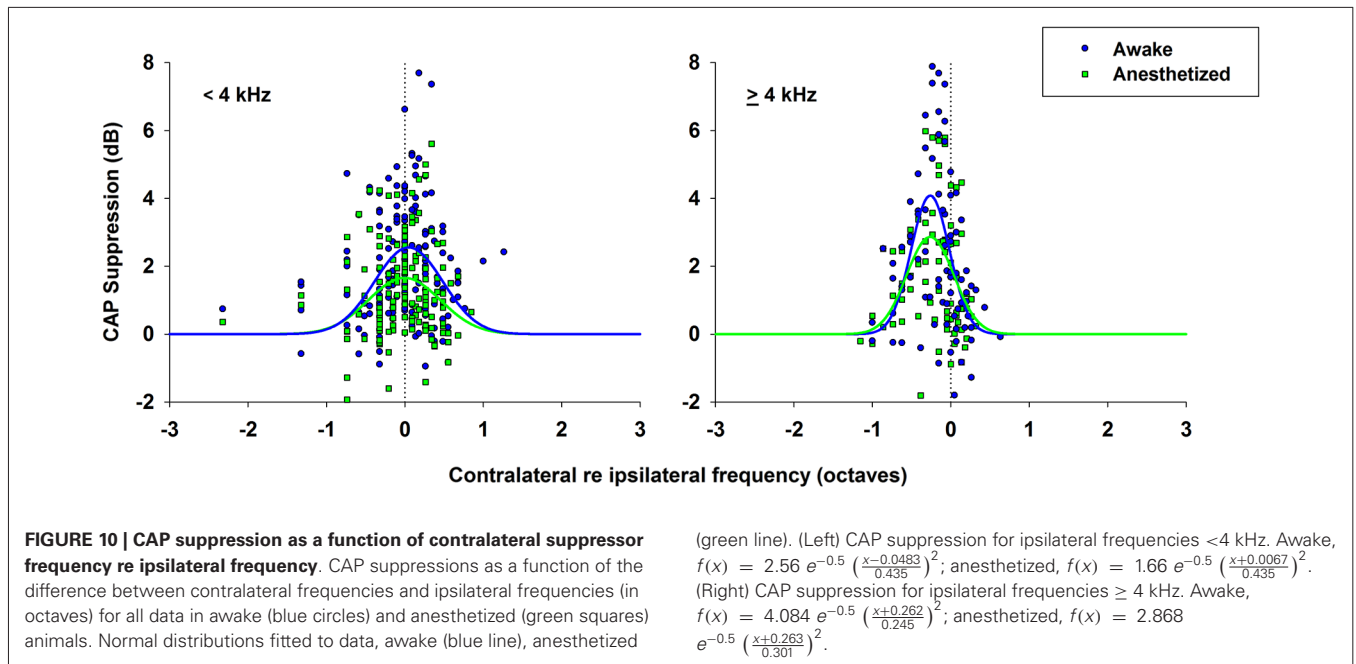 Awake
Anesthetized
< 4 kHz
≥ 4 kHz
CAP Suppression (dB)
8
6
4
2
0
-2
-3 -2 -1 0 1 2 3
8
6
4
2
0
-2
-3 -2 -1 0 1 2 3
Contralateral re ipsilateral frequency (octaves)
FIGURE 10 | CAP suppression as a function of contralateral suppressor
frequency re ipsilateral frequency. CAP suppressions as a function of the
difference between contralateral frequencies and ipsilateral frequencies (in
octaves) for all data in awake (blue circles) and anesthetized (green squares)
animals. Normal distributions fitted to data, awake (blue line), anesthetized
(green line). (Left) CAP suppression for ipsilateral frequencies <4 kHz. Awake,
f(x) = 2.56 e^{-0.5 (\frac{x-0.0483}{0.435})^2}; anesthetized, f(x) = 1.66 e^{-0.5 (\frac{x+0.0067}{0.435})^2}.
(Right) CAP suppression for ipsilateral frequencies ≥ 4 kHz. Awake,
f(x) = 4.084 e^{-0.5 (\frac{x+0.262}{0.245})^2}; anesthetized, f(x) = 2.868
e^{-0.5 (\frac{x+0.263}{0.301})^2}.